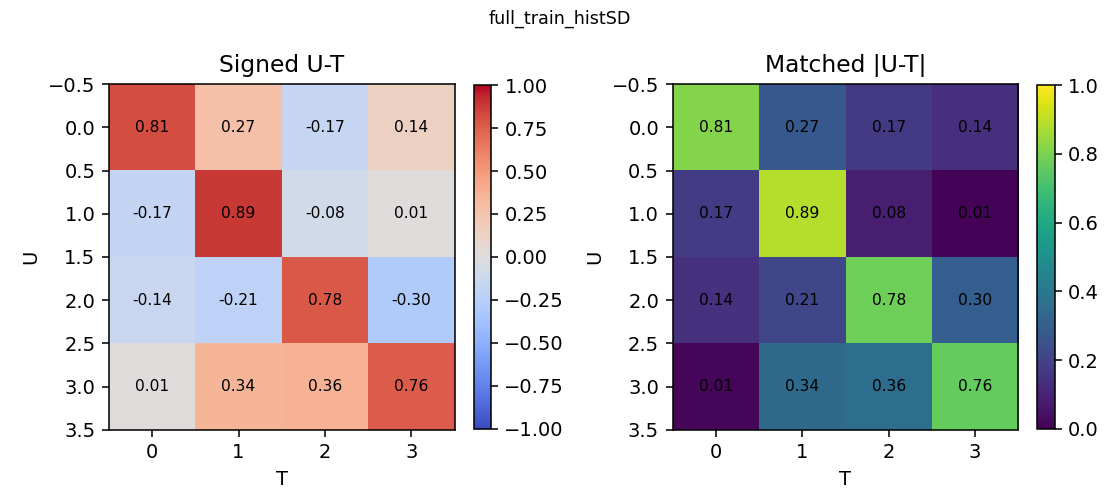 full_train_histSD
Signed U-T
−0.5
0.0
0.5
1.0
1.5
2.0
2.5
3.0
3.5
U
0.81 0.27 -0.17 0.14
-0.17 0.89 -0.08 0.01
-0.14 -0.21 0.78 -0.30
0.01 0.34 0.36 0.76
0 1 2 3
T
1.00
0.75
0.50
0.25
0.00
−0.25
−0.50
−0.75
−1.00
Matched |U-T|
−0.5
0.0
0.5
1.0
1.5
2.0
2.5
3.0
3.5
U
0.81 0.27 0.17 0.14
0.17 0.89 0.08 0.01
0.14 0.21 0.78 0.30
0.01 0.34 0.36 0.76
0 1 2 3
T
1.0
0.8
0.6
0.4
0.2
0.0